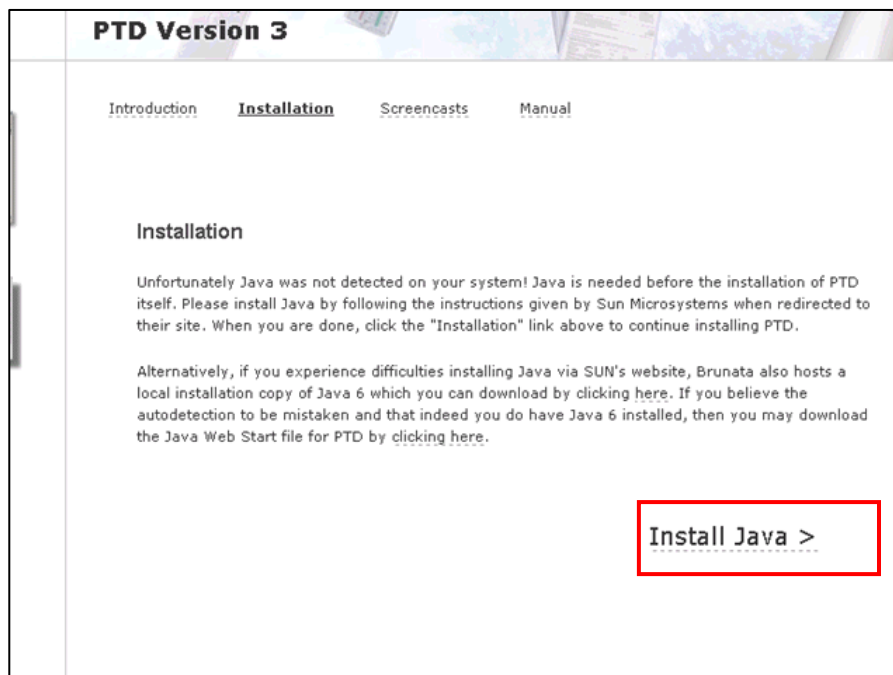 PTD Version 3
Introduction Installation Screencasts Manual
Installation
Unfortunately Java was not detected on your system! Java is needed before the installation of PTD
itself. Please install Java by following the instructions given by Sun Microsystems when redirected to
their site. When you are done, click the "Installation" link above to continue installing PTD.
Alternatively, if you experience difficulties installing Java via SUN's website, Brunata also hosts a
local installation copy of Java 6 which you can download by clicking here. If you believe the
autodetection to be mistaken and that indeed you do have Java 6 installed, then you may download
the Java Web Start file for PTD by clicking here.
Install Java >